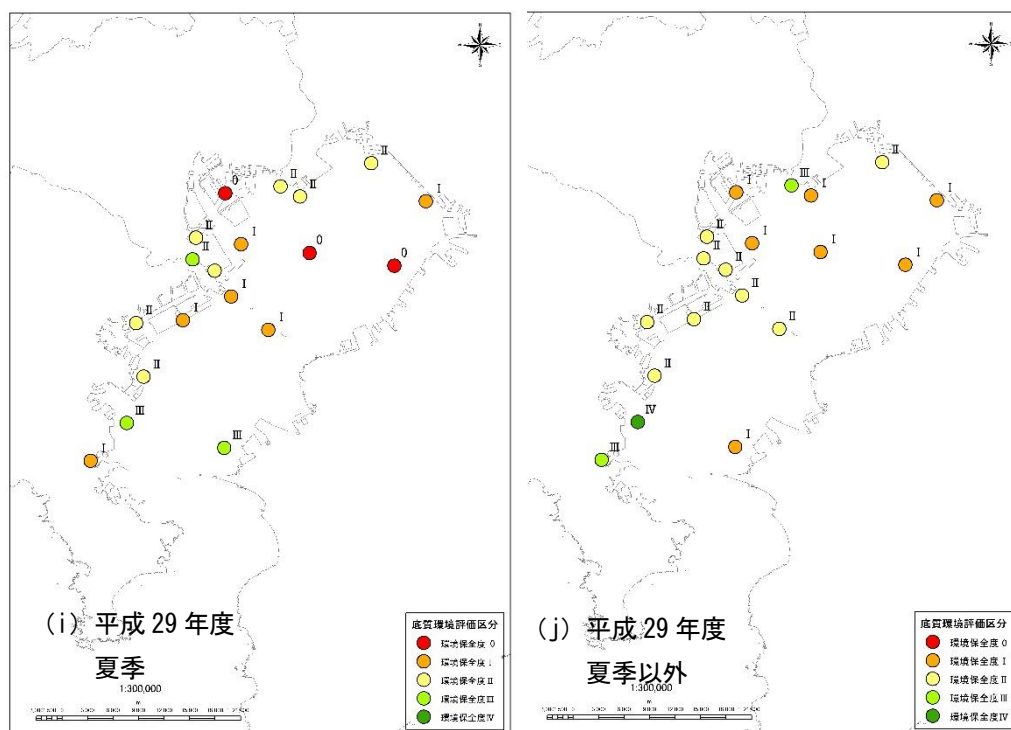 II
0
II
II
I
II
I
0
II
0
I
II
I
I
II
III
III
I
(i) 平成 29 年度
夏季
1:300,000
底質環境評価区分
環境保全度 0
環境保全度 I
環境保全度 II
環境保全度 III
環境保全度 IV
II
III
I
I
I
II
I
I
II
II
I
II
II
II
II
IV
I
III
(j) 平成 29 年度
夏季以外
1:300,000
底質環境評価区分
環境保全度 0
環境保全度 I
環境保全度 II
環境保全度 III
環境保全度 IV